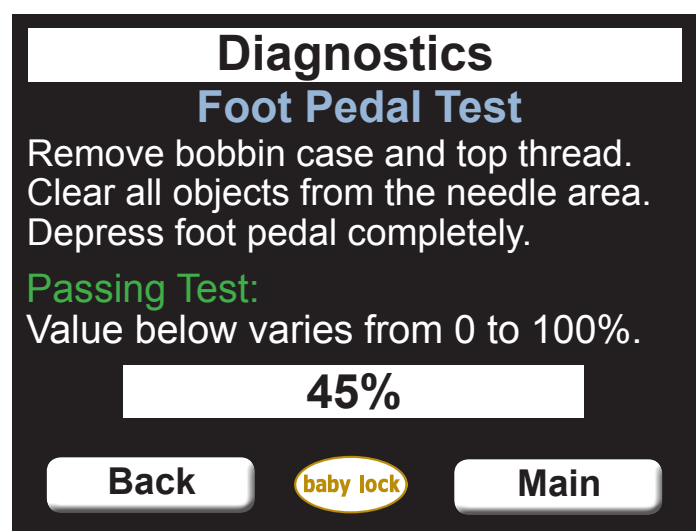 Diagnostics
Foot Pedal Test
Remove bobbin case and top thread.
Clear all objects from the needle area.
Depress foot pedal completely.
Passing Test:
Value below varies from 0 to 100%.
45%
Back
baby lock
Main